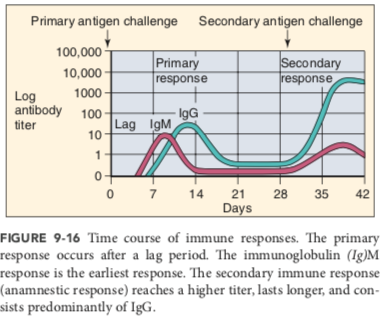 Primary antigen challenge
Secondary antigen challenge
100,000
10,000
1000
100
10
1
0
Log
antibody
titer
Primary
response
Secondary
response
Lag
IgM
IgG
0 7 14 21 28 35 42
Days
FIGURE 9-16 Time course of immune responses. The primary
response occurs after a lag period. The immunoglobulin (Ig)M
response is the earliest response. The secondary immune response
(anamnestic response) reaches a higher titer, lasts longer, and con-
sists predominantly of IgG.